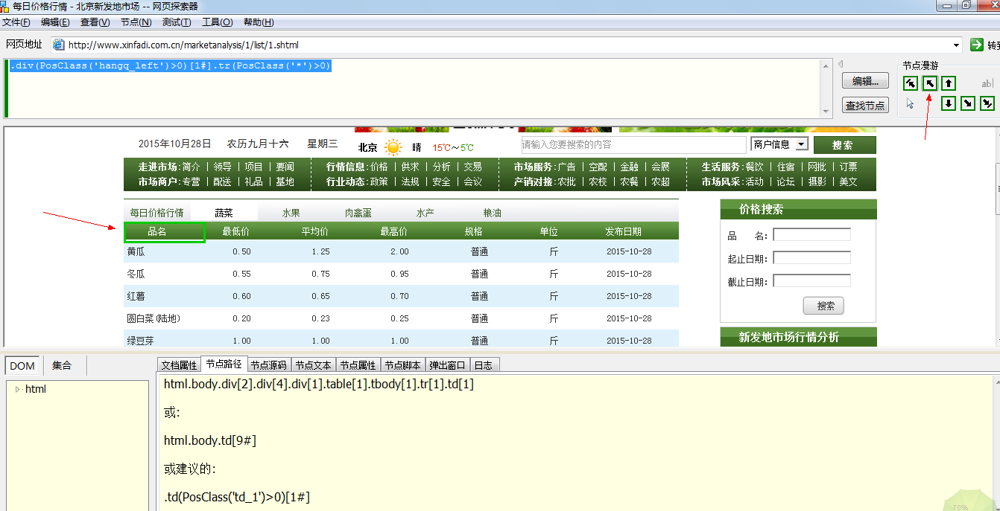 每日价格行情 - 北京新发地市场 -- 网页探索器
文件(F) 编辑(E) 查看(V) 节点(N) 测试(T) 工具(O) 帮助(H)
网页地址 http://www.xinfadi.com.cn/marketanalysis/1/list/1.shtml 转到
.div(PosClass('hangq_left')>0)[1#].tr(PosClass('*')>0)
编辑...
查找节点
节点漫游
ab
2015年10月28日 农历九月十六 星期三 北京 晴 15℃～5℃ 请输入您要搜索的内容 商户信息 搜索
走进市场:简介 | 领导 | 项目 | 要闻 行情信息:价格 | 供求 | 分析 | 交易 市场服务:广告 | 空配 | 金融 | 会展 生活服务:餐饮 | 住宿 | 网批 | 订票
市场商户:专营 | 配送 | 礼品 | 基地 行业动态:政策 | 法规 | 安全 | 会议 产销对接:农批 | 农校 | 农餐 | 农超 市场风采:活动 | 论坛 | 摄影 | 美文
每日价格行情 蔬菜 水果 肉禽蛋 水产 粮油
品名 最低价 平均价 最高价 规格 单位 发布日期
黄瓜 0.50 1.25 2.00 普通 斤 2015-10-28
冬瓜 0.55 0.75 0.95 普通 斤 2015-10-28
红薯 0.60 0.65 0.70 普通 斤 2015-10-28
圆白菜(陆地) 0.20 0.23 0.25 普通 斤 2015-10-28
绿豆芽 1.00 1.00 1.00 普通 斤 2015-10-28
价格搜索
品 名:
起止日期:
截止日期:
搜索
新发地市场行情分析
DOM 集合
html
文档属性 节点路径 节点源码 节点文本 节点属性 节点脚本 弹出窗口 日志
html.body.div[2].div[4].div[1].table[1].tbody[1].tr[1].td[1]
或:
html.body.td[9#]
或建议的:
.td(PosClass('td_1')>0)[1#]
70%